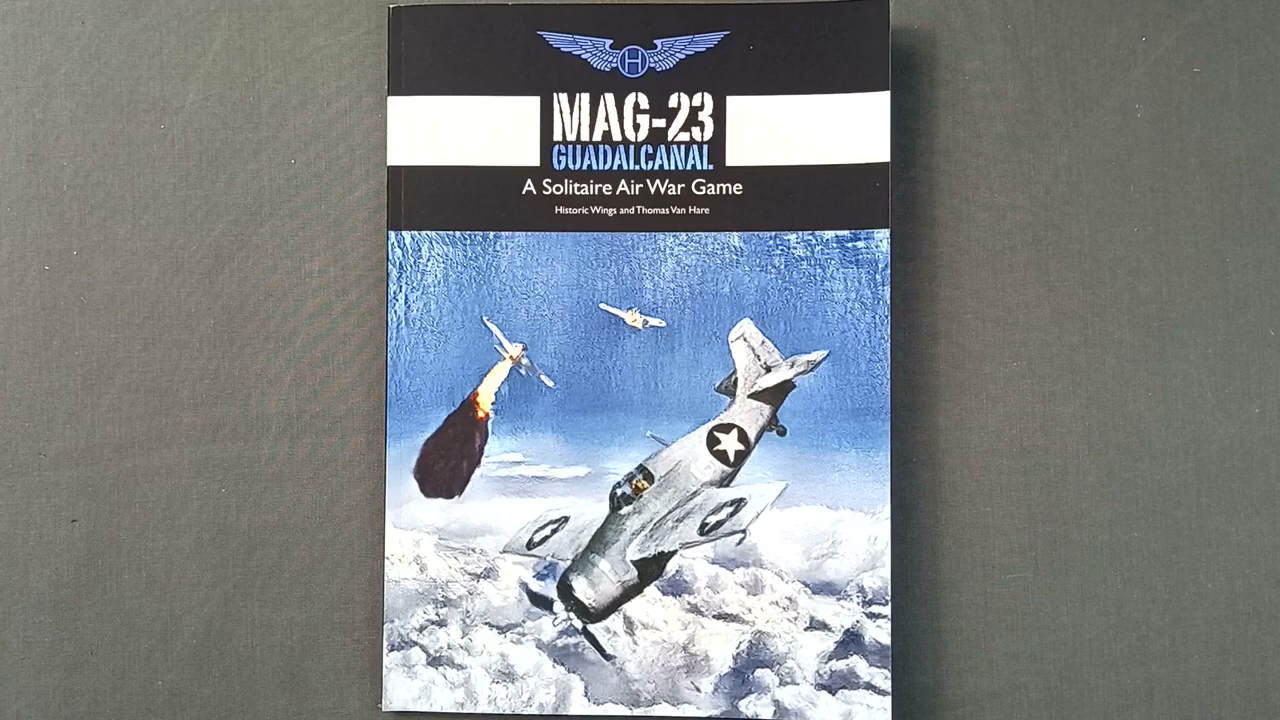 H
MAG-23
GUADALCANAL
A Solitaire Air War Game
Historic Wings and Thomas Van Hare